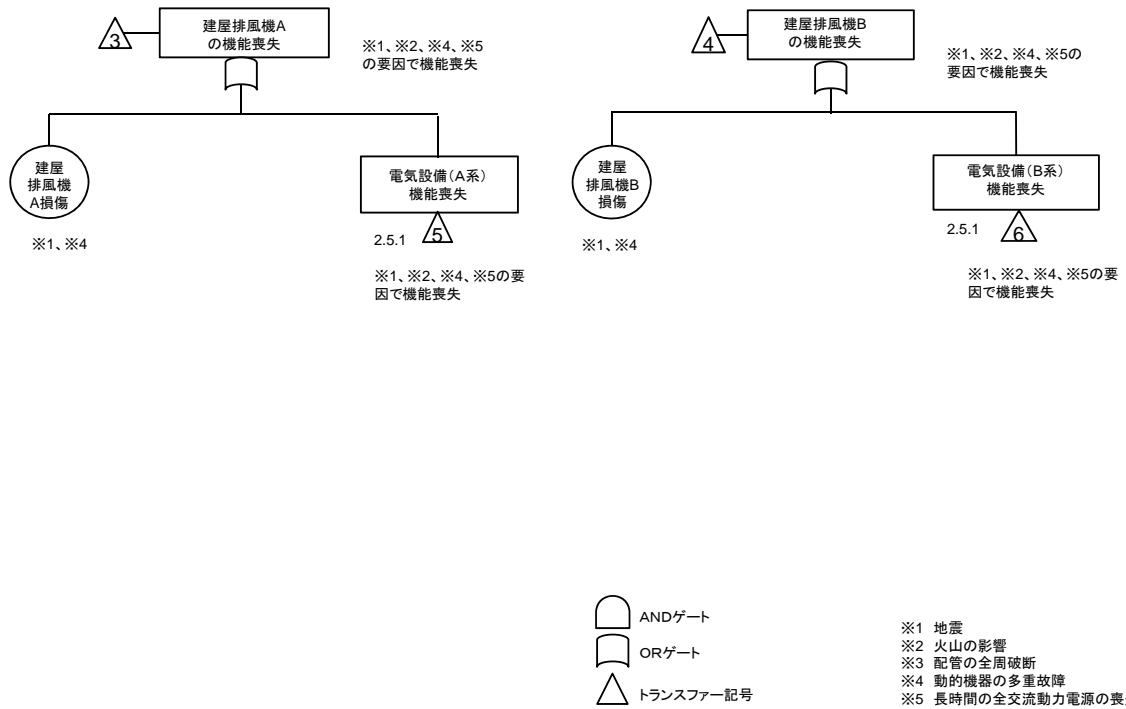 3
建屋排風機A
の機能喪失
※1、※2、※4、※5
の要因で機能喪失
建屋
排風機
A損傷
※1、※4
電気設備(A系)
機能喪失
2.5.1
5
※1、※2、※4、※5の要
因で機能喪失
4
建屋排風機B
の機能喪失
※1、※2、※4、※5の
要因で機能喪失
建屋
排風機B
損傷
※1、※4
電気設備(B系)
機能喪失
2.5.1
6
※1、※2、※4、※5の要
因で機能喪失
ANDゲート
ORゲート
トランスファー記号
※1 地震
※2 火山の影響
※3 配管の全周破断
※4 動的機器の多重故障
※5 長時間の全交流動力電源の喪